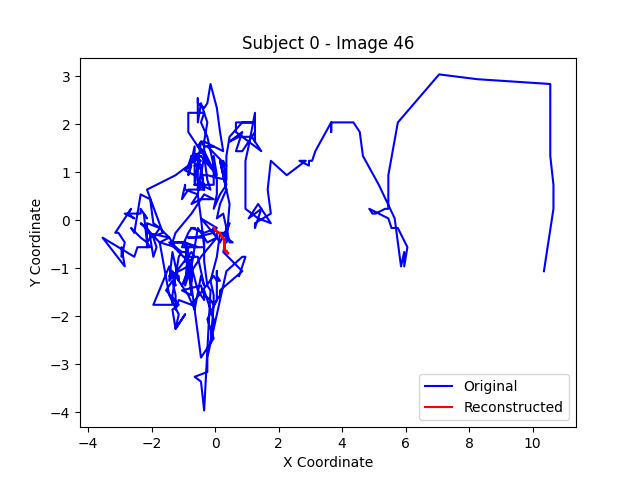 Subject 0 - Image 46
Y Coordinate
3
2
1
0
−1
−2
−3
−4
−4 −2 0 2 4 6 8 10
X Coordinate
Original
Reconstructed